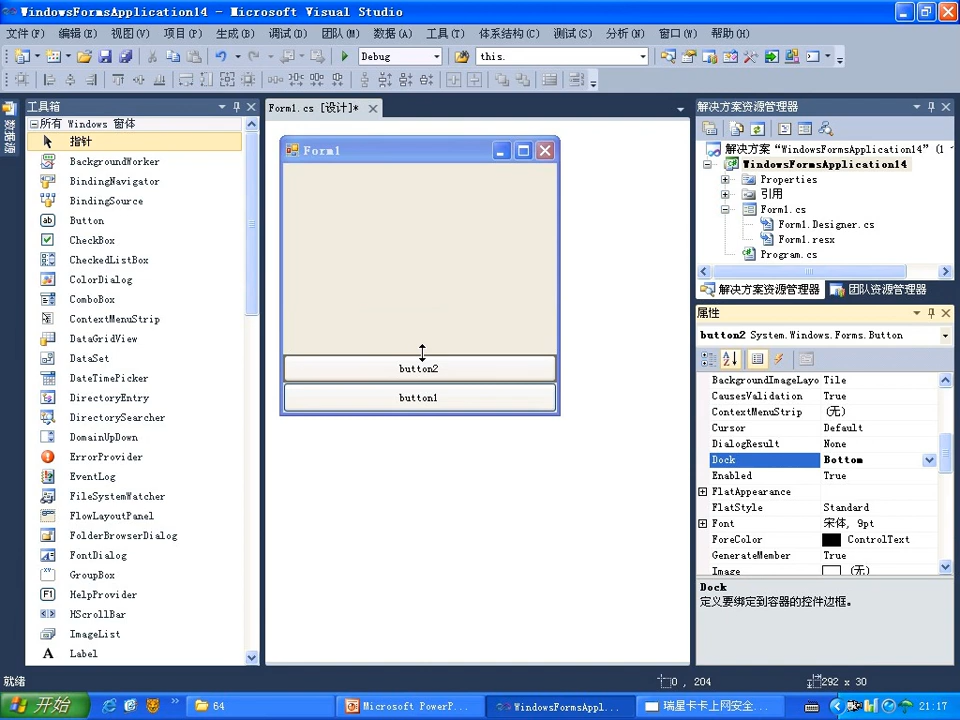 WindowsFormsApplication14 - Microsoft Visual Studio
文件(F) 编辑(E) 视图(V) 项目(P) 生成(B) 调试(D) 团队(M) 数据(A) 工具(T) 体系结构(C) 测试(S) 分析(N) 窗口(W) 帮助(H)
Debug this.
数据源
工具箱
所有 Windows 窗体
指针
BackgroundWorker
BindingNavigator
BindingSource
Button
CheckBox
CheckedListBox
ColorDialog
ComboBox
ContextMenuStrip
DataGridView
DataSet
DateTimePicker
DirectoryEntry
DirectorySearcher
DomainUpDown
ErrorProvider
EventLog
FileSystemWatcher
FlowLayoutPanel
FolderBrowserDialog
FontDialog
GroupBox
HelpProvider
HScrollBar
ImageList
Label
Form1.cs [设计]*
Form1
button2
button1
解决方案资源管理器
解决方案 “WindowsFormsApplication14” (1
WindowsFormsApplication14
Properties
引用
Form1.cs
Form1.Designer.cs
Form1.resx
Program.cs
解决方案资源管理器 团队资源管理器
属性
button2 System.Windows.Forms.Button
BackgroundImageLayo Tile
CausesValidation True
ContextMenuStrip (无)
Cursor Default
DialogResult None
Dock Bottom
Enabled True
FlatAppearance
FlatStyle Standard
Font 宋体, 9pt
ForeColor ControlText
GenerateMember True
Image (无)
Dock
定义要绑定到容器的控件边框。
就绪 0 , 204 292 x 30
开始 64 Microsoft PowerP... WindowsFormsAppl... 瑞星卡卡上网安全... 21:17